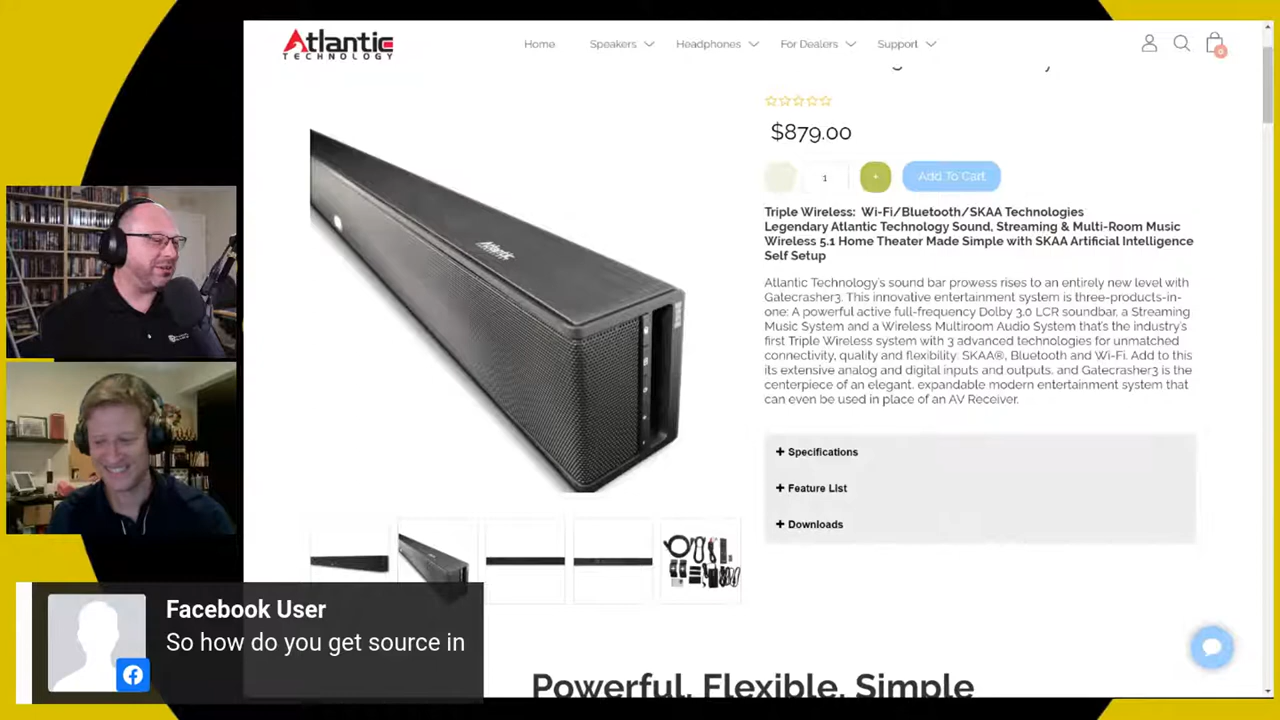 Atlantic
TECHNOLOGY
Home Speakers Headphones For Dealers Support
0
$879.00
1 + Add To Cart
Triple Wireless: Wi-Fi/Bluetooth/SKAA Technologies
Legendary Atlantic Technology Sound, Streaming & Multi-Room Music
Wireless 5.1 Home Theater Made Simple with SKAA Artificial Intelligence
Self Setup
Atlantic Technology's sound bar prowess rises to an entirely new level with
Gatecrasher3. This innovative entertainment system is three-products-in-
one: A powerful active full-frequency Dolby 3.0 LCR soundbar, a Streaming
Music System and a Wireless Multiroom Audio System that's the industry's
first Triple Wireless system with 3 advanced technologies for unmatched
connectivity, quality and flexibility: SKAA®, Bluetooth and Wi-Fi. Add to this
its extensive analog and digital inputs and outputs, and Gatecrasher3 is the
centerpiece of an elegant, expandable modern entertainment system that
can even be used in place of an AV Receiver.
+ Specifications
+ Feature List
+ Downloads
Atlantic
Facebook User
So how do you get source in
Powerful. Flexible. Simple